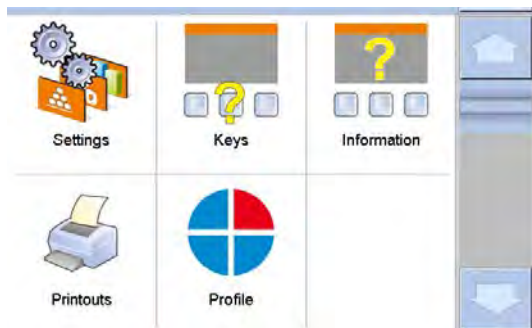 Settings
Keys
Information
Printouts
Profile